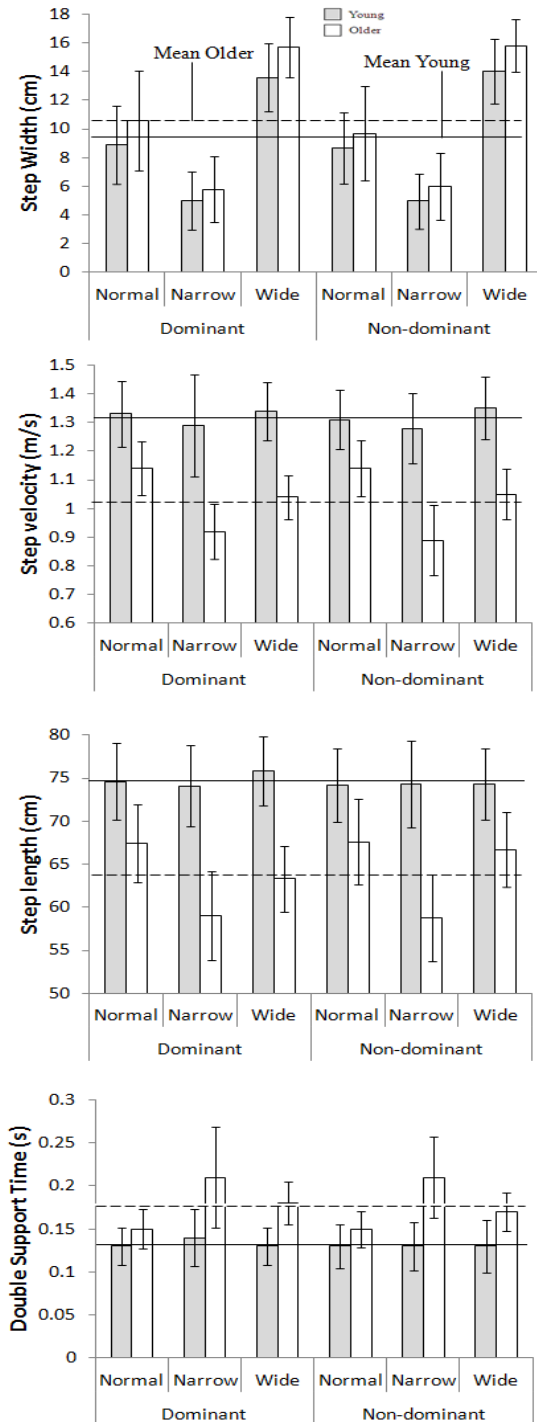 18
16
14
12
10
8
6
4
2
0
Step Width (cm)
Young
Older
Mean Older
Mean Young
Normal Narrow Wide Normal Narrow Wide
Dominant Non-dominant
1.5
1.4
1.3
1.2
1.1
1
0.9
0.8
0.7
0.6
Step velocity (m/s)
Normal Narrow Wide Normal Narrow Wide
Dominant Non-dominant
80
75
70
65
60
55
50
Step length (cm)
Normal Narrow Wide Normal Narrow Wide
Dominant Non-dominant
0.3
0.25
0.2
0.15
0.1
0.05
0
Double Support Time (s)
Normal Narrow Wide Normal Narrow Wide
Dominant Non-dominant